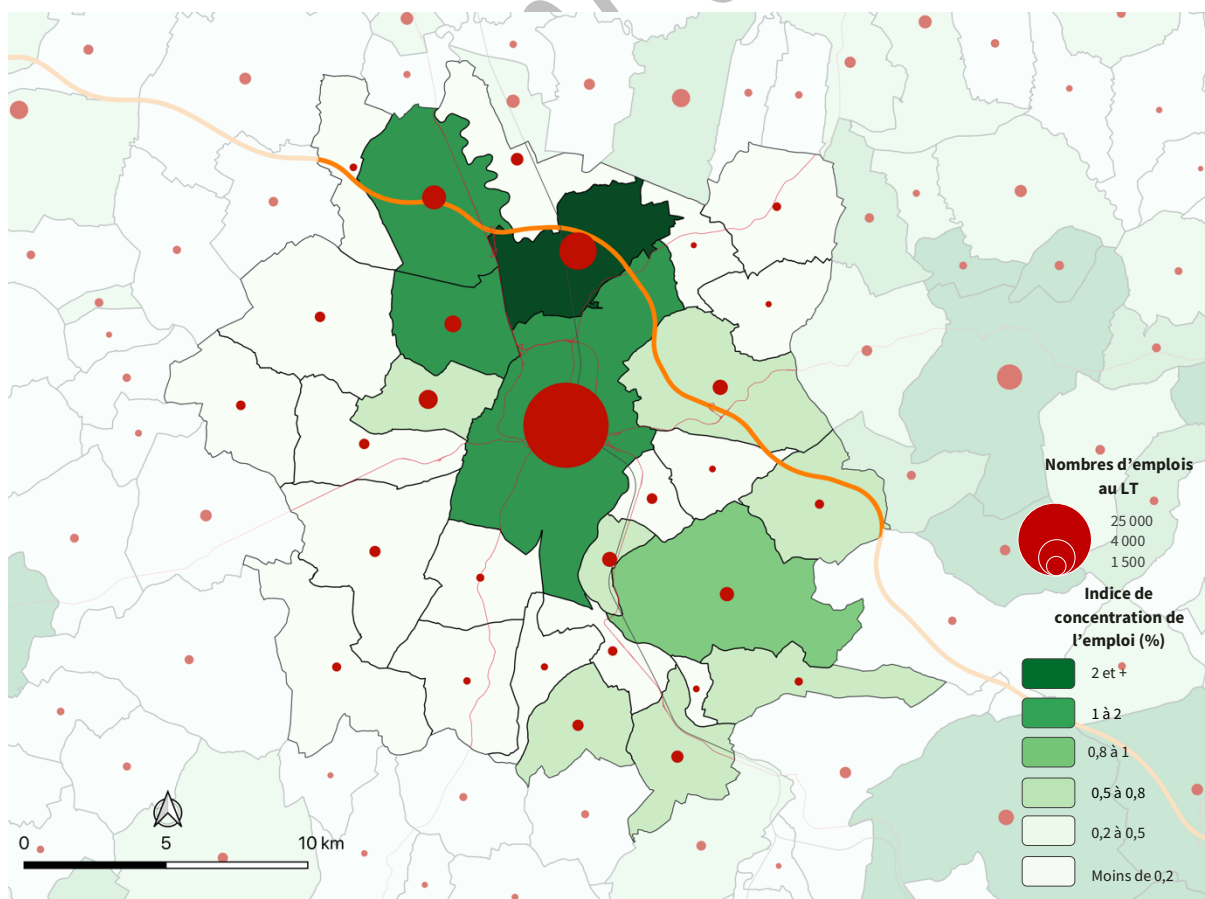 Nombres d'emplois
au LT
25 000
4 000
1 500
Indice de
concentration de
l'emploi (%)
2 et +
1 à 2
0,8 à 1
0,5 à 0,8
0,2 à 0,5
Moins de 0,2
0 5 10 km